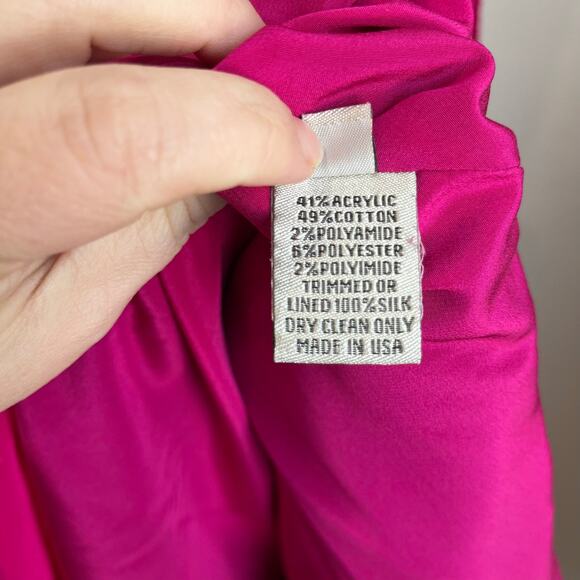 41% ACRYLIC
49% COTTON
2% POLYAMIDE
6% POLYESTER
2% POLYIMIDE
TRIMMED OR
LINED 100% SILK
DRY CLEAN ONLY
MADE IN USA